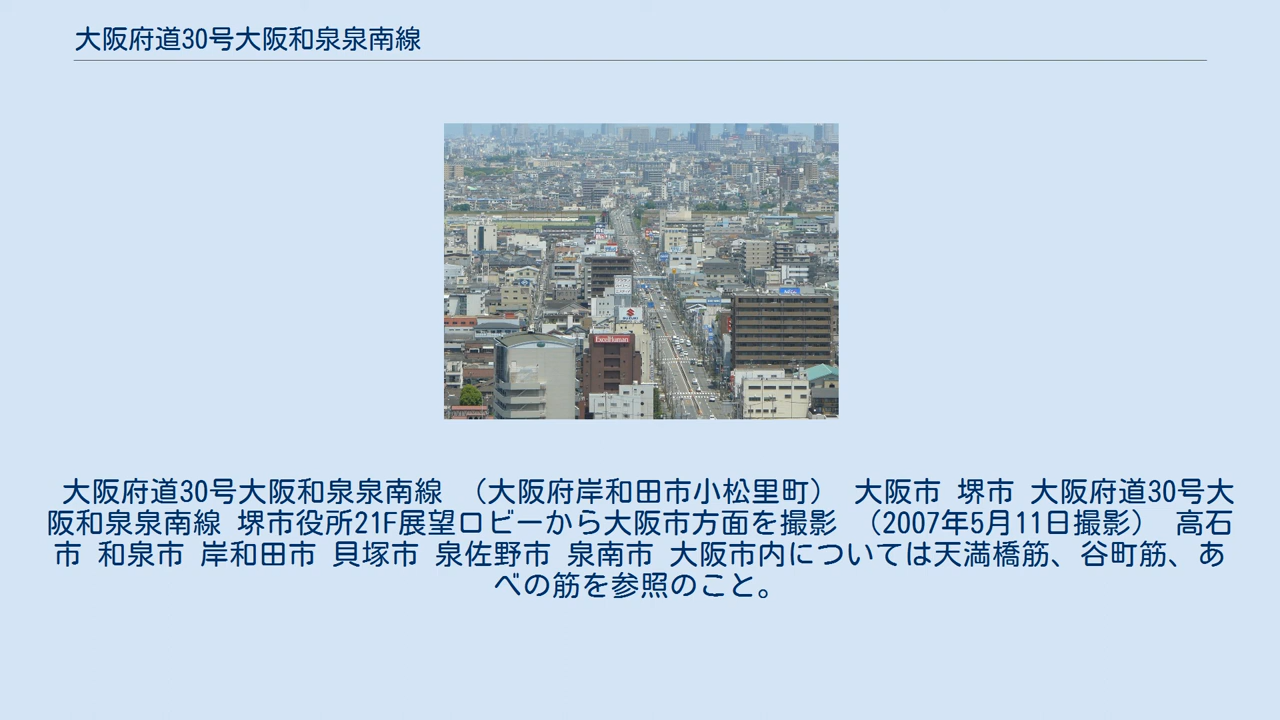 大阪府道30号大阪和泉泉南線
ExcelHuman
SUZUKI
大阪府道30号大阪和泉泉南線 （大阪府岸和田市小松里町） 大阪市 堺市 大阪府道30号大
阪和泉泉南線 堺市役所21F展望ロビーから大阪市方面を撮影 （2007年5月11日撮影） 高石
市 和泉市 岸和田市 貝塚市 泉佐野市 泉南市 大阪市内については天満橋筋、谷町筋、あ
べの筋を参照のこと。